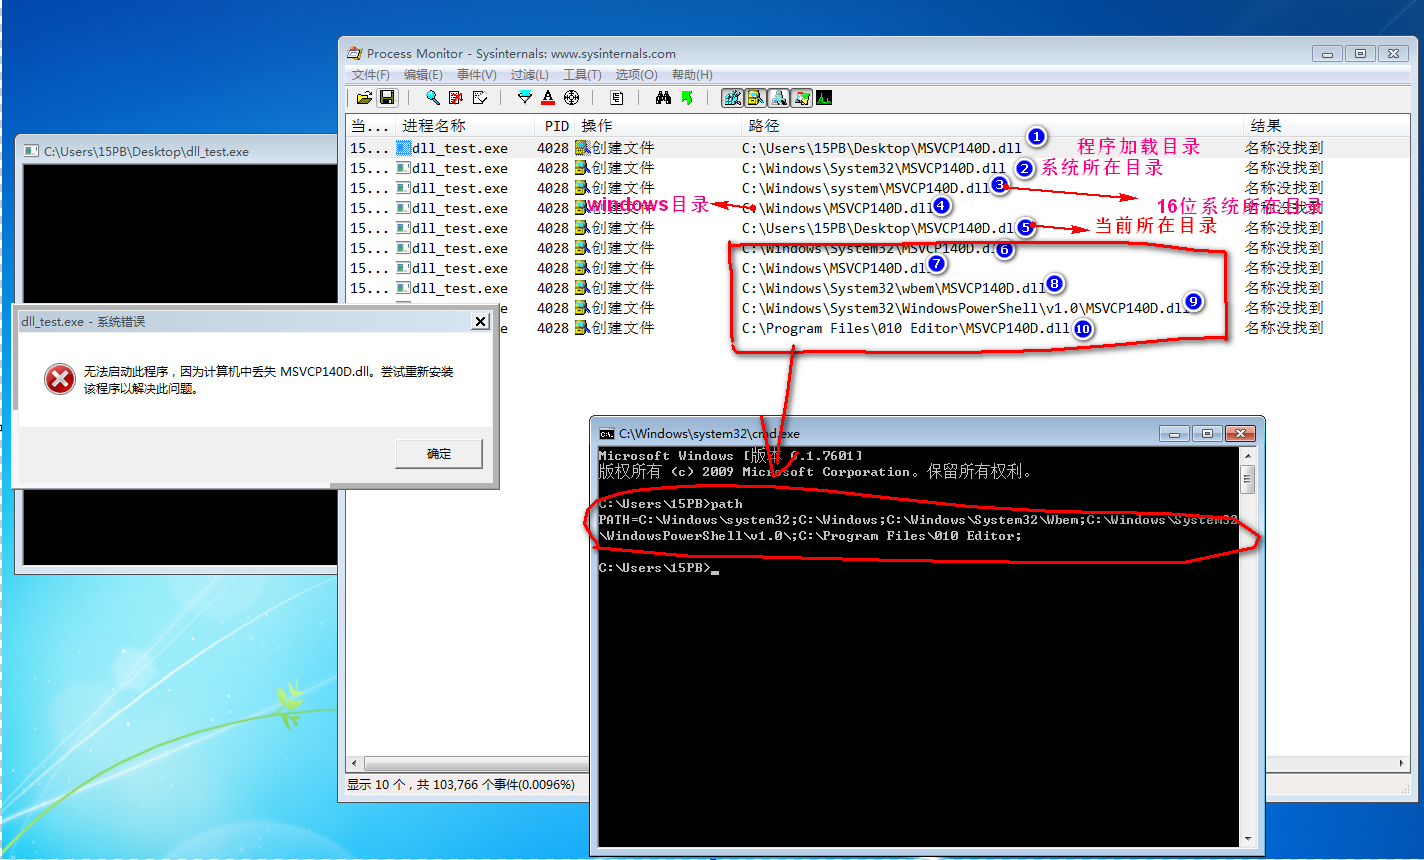 Process Monitor - Sysinternals: www.sysinternals.com
文件(F) 编辑(E) 事件(V) 过滤(L) 工具(T) 选项(O) 帮助(H)
当... 进程名称 PID 操作 路径 结果
15... dll_test.exe 4028 创建文件 C:\Users\15PB\Desktop\MSVCP140D.dll 1 程序加载目录 名称没找到
15... dll_test.exe 4028 创建文件 C:\Windows\System32\MSVCP140D.dll 2 系统所在目录 名称没找到
15... dll_test.exe 4028 创建文件 C:\Windows\system\MSVCP140D.dll 3 名称没找到
15... dll_test.exe 4028 创建文件 windows目录 C:\Windows\MSVCP140D.dll 4 16位系统所在目录 名称没找到
15... dll_test.exe 4028 创建文件 C:\Users\15PB\Desktop\MSVCP140D.dll 5 当前所在目录 名称没找到
15... dll_test.exe 4028 创建文件 C:\Windows\System32\MSVCP140D.dll 6 名称没找到
15... dll_test.exe 4028 创建文件 C:\Windows\MSVCP140D.dll 7 名称没找到
15... dll_test.exe 4028 创建文件 C:\Windows\System32\wbem\MSVCP140D.dll 8 名称没找到
dll_test.exe 4028 创建文件 C:\Windows\System32\WindowsPowerShell\v1.0\MSVCP140D.dll 9 名称没找到
dll_test.exe 4028 创建文件 C:\Program Files\010 Editor\MSVCP140D.dll 10 名称没找到
显示 10 个，共 103,766 个事件(0.0096%)
C:\Users\15PB\Desktop\dll_test.exe
dll_test.exe - 系统错误
无法启动此程序，因为计算机中丢失 MSVCP140D.dll。尝试重新安装
该程序以解决此问题。
确定
C:\Windows\system32\cmd.exe
Microsoft Windows [版本 6.1.7601]
版权所有 (c) 2009 Microsoft Corporation。保留所有权利。
C:\Users\15PB>path
PATH=C:\Windows\system32;C:\Windows;C:\Windows\System32\Wbem;C:\Windows\System32
\WindowsPowerShell\v1.0\;C:\Program Files\010 Editor;
C:\Users\15PB>_